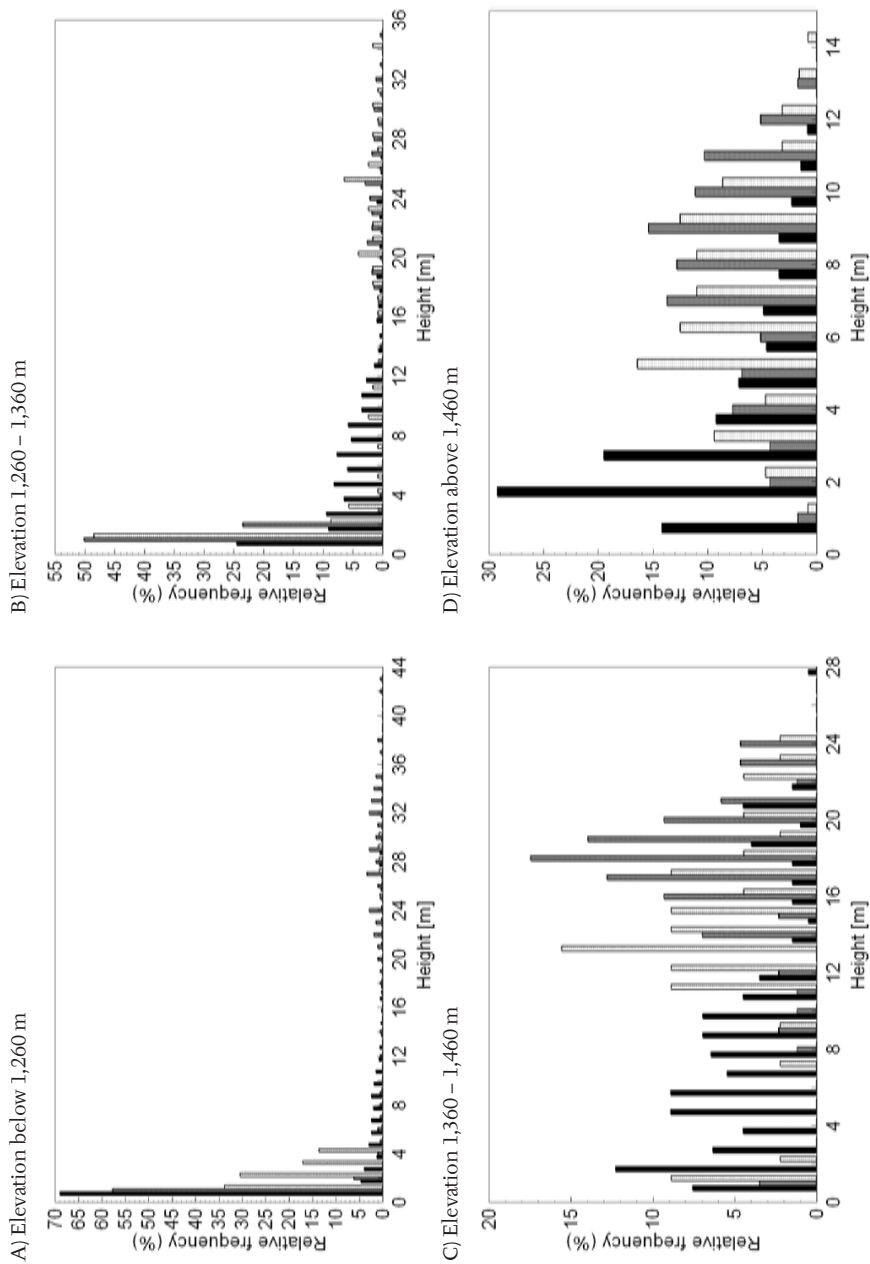 A) Elevation below 1,260 m
Relative frequency (%)
70
65
60
55
50
45
40
35
30
25
20
15
10
5
0
0 4 8 12 16 20 24 28 32 36 40 44
Height [m]
B) Elevation 1,260 – 1,360 m
Relative frequency (%)
55
50
45
40
35
30
25
20
15
10
5
0
0 4 8 12 16 20 24 28 32 36
Height [m]
C) Elevation 1,360 – 1,460 m
Relative frequency (%)
20
15
10
5
0
0 4 8 12 16 20 24 28
Height [m]
D) Elevation above 1,460 m
Relative frequency (%)
30
25
20
15
10
5
0
0 2 4 6 8 10 12 14
Height [m]